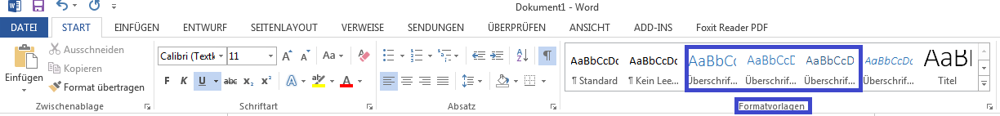 Dokument1 - Word
DATEI START EINFÜGEN ENTWURF SEITENLAYOUT VERWEISE SENDUNGEN ÜBERPRÜFEN ANSICHT ADD-INS Foxit Reader PDF
Einfügen
Ausschneiden
Kopieren
Format übertragen
Zwischenablage
Calibri (Textk 11
A A Aa
F K U abc x₂ x² A A
Schriftart
A Z
Absatz
AaBbCcDc AaBbCcDc AaBbCc AaBbCcD AaBbCcD AaBbCcDc AaBl
¶ Standard ¶ Kein Lee... Überschrif... Überschrif... Überschrif... Überschrif... Titel
Formatvorlagen